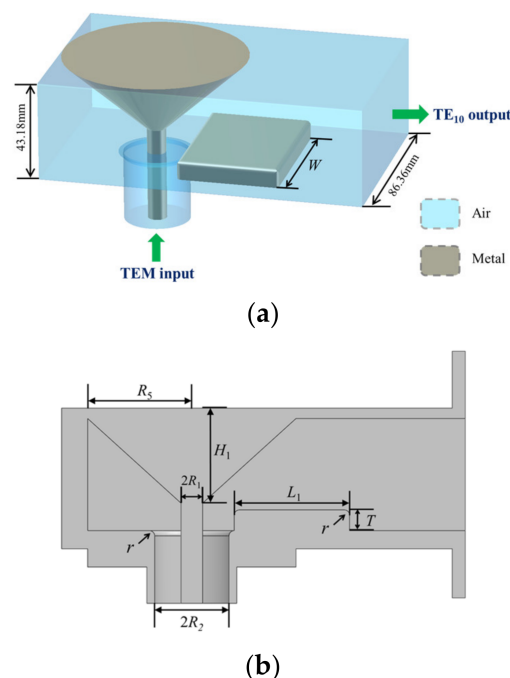 43.18mm
TE10 output
W
86.36mm
Air
Metal
TEM input
(a)
R5
H1
2R1
L1
r
T
r
2R2
(b)